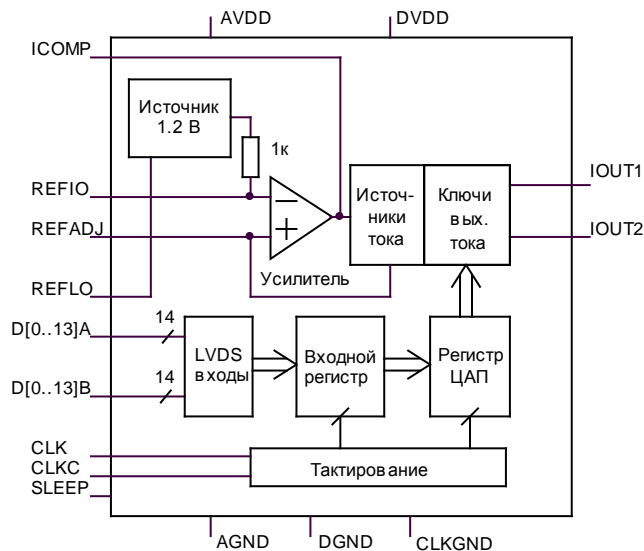 AVDD
DVDD
ICOMP
Источник
1.2 В
1к
REFIO
REFADJ
REFLO
Усилитель
Источ-
ники
тока
Ключи
вых.
тока
IOUT1
IOUT2
D[0..13]A
14
D[0..13]B
14
LVDS
входы
Входной
регистр
Регистр
ЦАП
CLK
CLKC
SLEEP
Тактирование
AGND
DGND
CLKGND